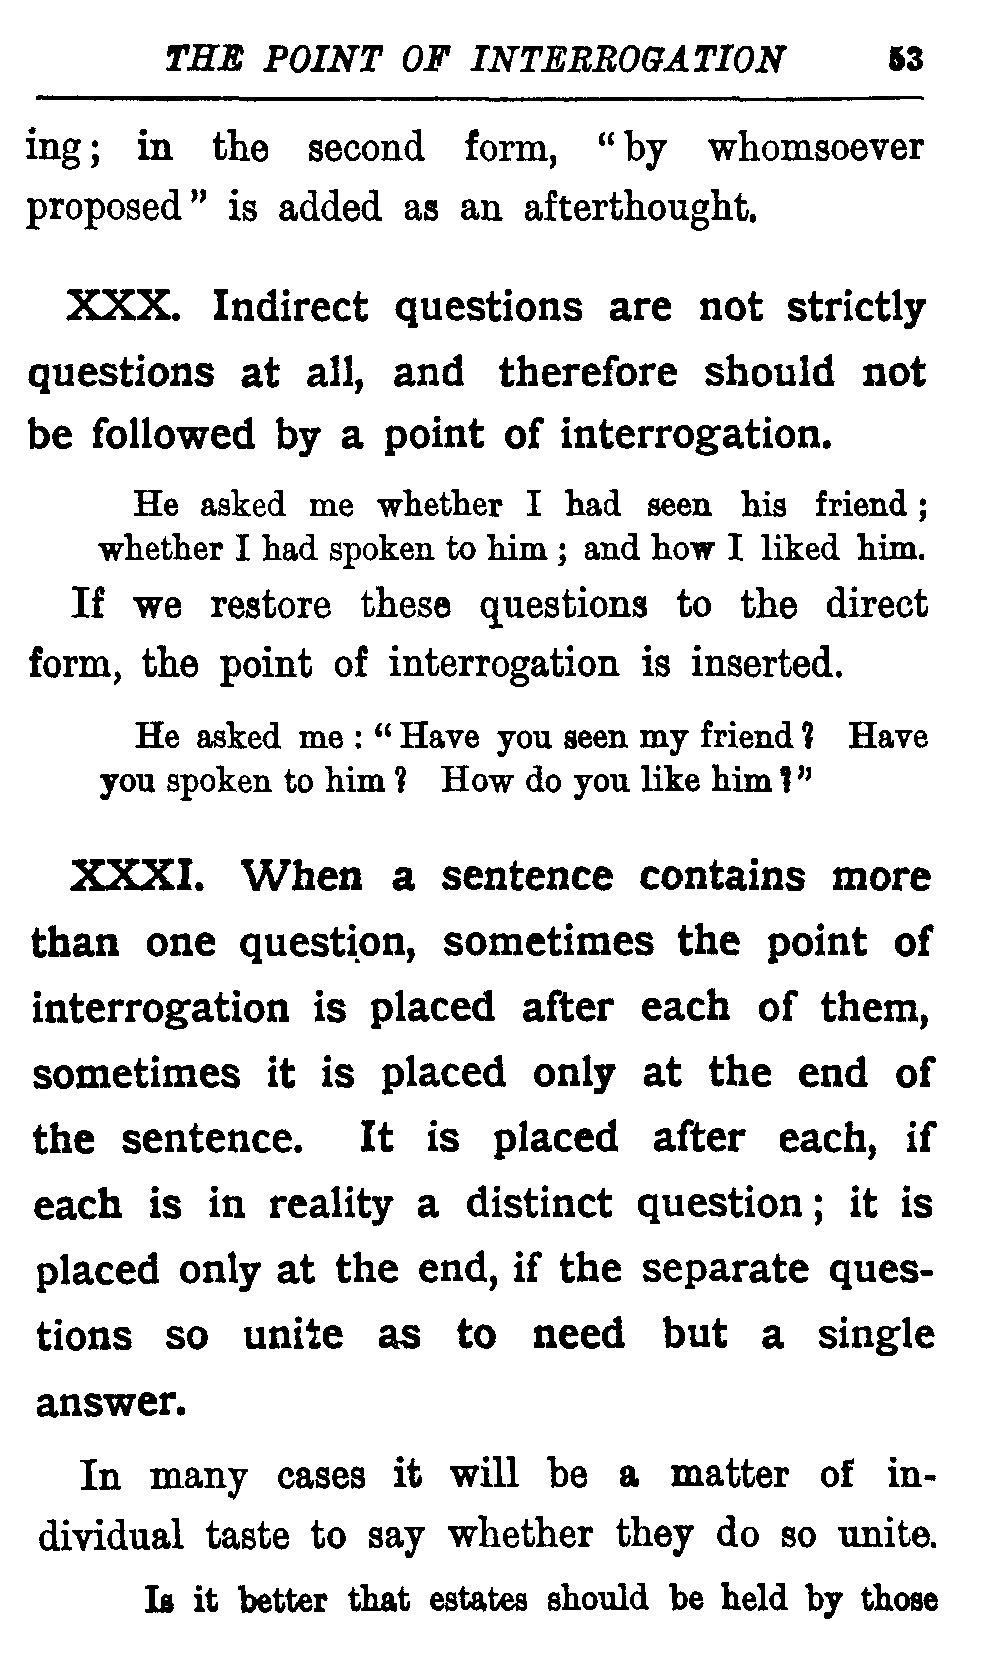 THE POINT OF INTERROGATION 53
ing; in the second form, "by whomsoever
proposed" is added as an afterthought.
XXX. Indirect questions are not strictly
questions at all, and therefore should not
be followed by a point of interrogation.
He asked me whether I had seen his friend;
whether I had spoken to him; and how I liked him.
If we restore these questions to the direct
form, the point of interrogation is inserted.
He asked me: "Have you seen my friend? Have
you spoken to him? How do you like him?"
XXXI. When a sentence contains more
than one question, sometimes the point of
interrogation is placed after each of them,
sometimes it is placed only at the end of
the sentence. It is placed after each, if
each is in reality a distinct question; it is
placed only at the end, if the separate ques-
tions so unite as to need but a single
answer.
In many cases it will be a matter of in-
dividual taste to say whether they do so unite.
Is it better that estates should be held by those